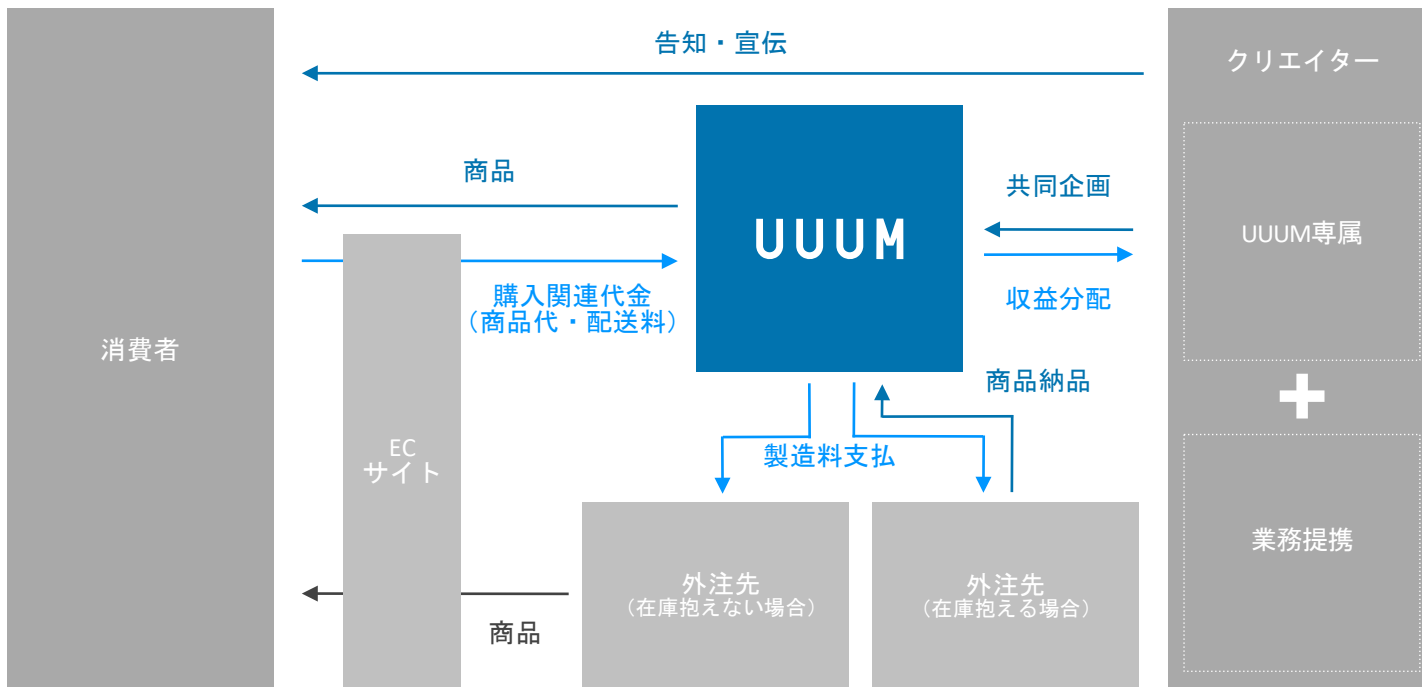 告知・宣伝
クリエイター
商品
共同企画
UUUM
UUUM専属
購入関連代金
（商品代・配送料）
収益分配
消費者
商品納品
EC
サイト
製造料支払
業務提携
外注先
（在庫抱えない場合）
外注先
（在庫抱える場合）
商品